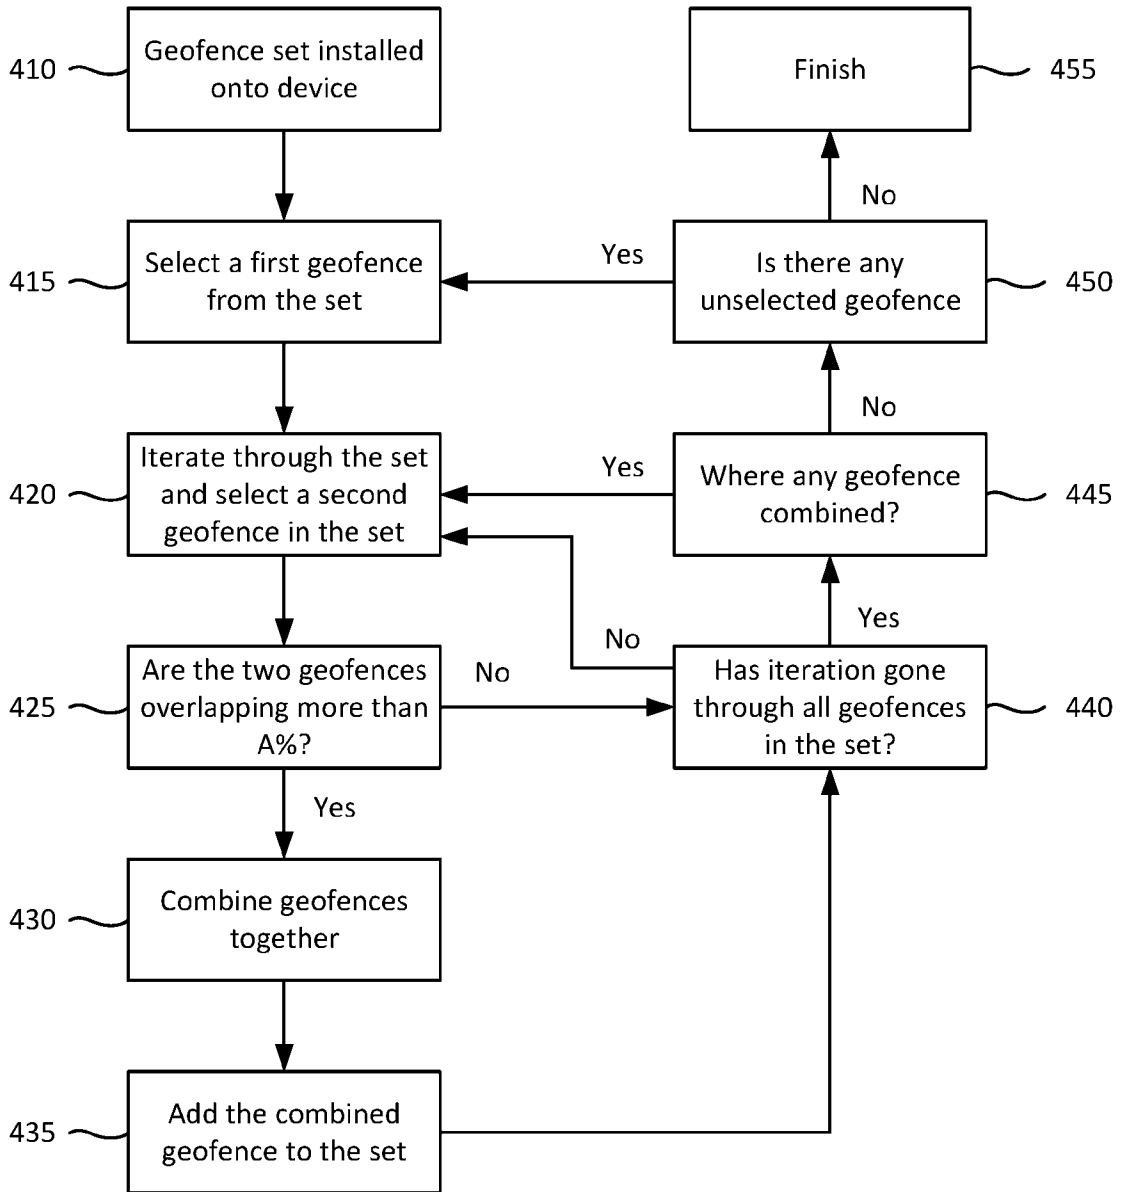 410
Geofence set installed
onto device
Finish
455
No
415
Select a first geofence
from the set
Yes
Is there any
unselected geofence
450
No
420
Iterate through the set
and select a second
geofence in the set
Yes
Where any geofence
combined?
445
No
Yes
425
Are the two geofences
overlapping more than
A%?
No
Has iteration gone
through all geofences
in the set?
440
Yes
430
Combine geofences
together
435
Add the combined
geofence to the set